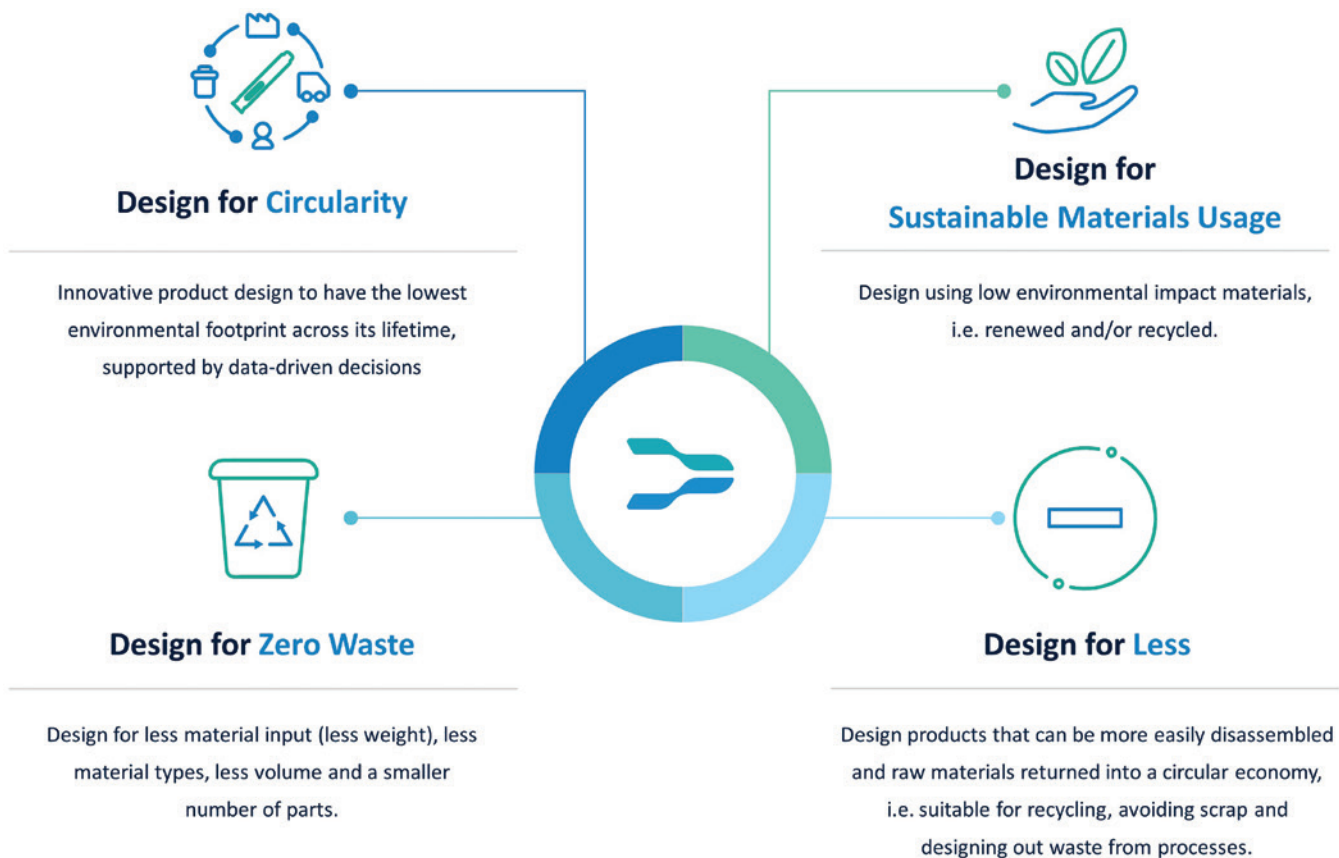 Design for Circularity
Innovative product design to have the lowest
environmental footprint across its lifetime,
supported by data-driven decisions
Design for
Sustainable Materials Usage
Design using low environmental impact materials,
i.e. renewed and/or recycled.
Design for Zero Waste
Design for less material input (less weight), less
material types, less volume and a smaller
number of parts.
Design for Less
Design products that can be more easily disassembled
and raw materials returned into a circular economy,
i.e. suitable for recycling, avoiding scrap and
designing out waste from processes.